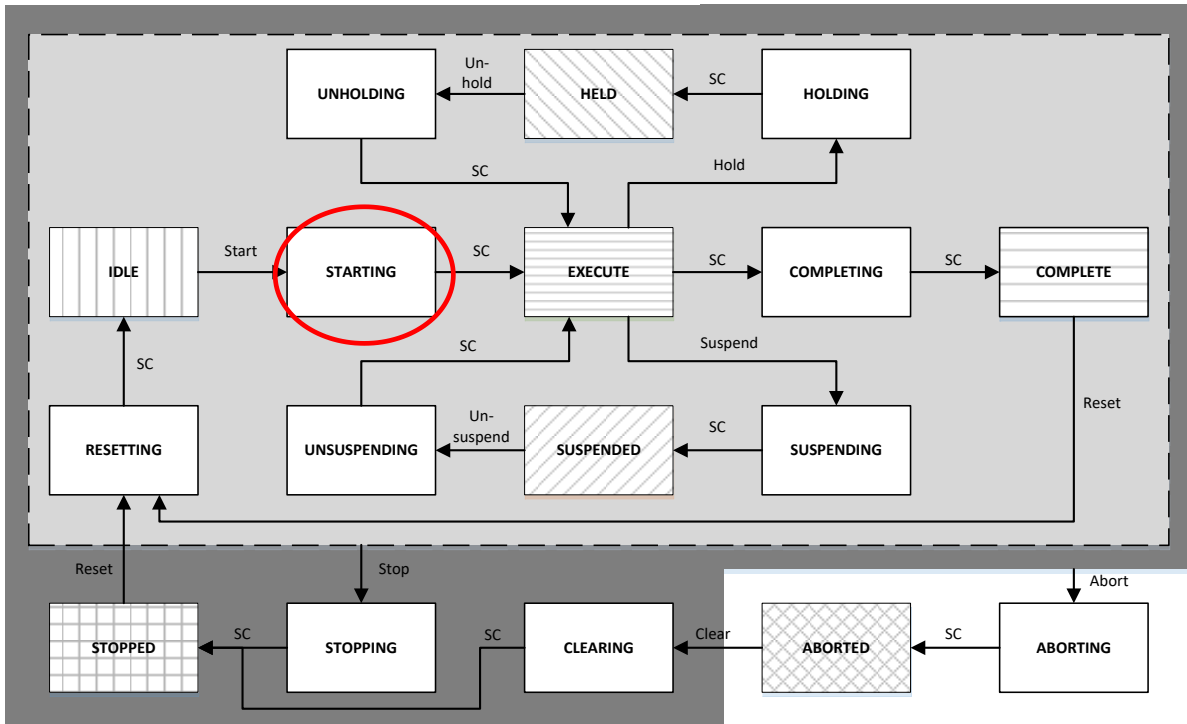 Un-
hold
SC
UNHOLDING
HELD
HOLDING
SC
Hold
Start
SC
SC
SC
IDLE
STARTING
EXECUTE
COMPLETING
COMPLETE
SC
SC
Suspend
Reset
Un-
suspend
SC
RESETTING
UNSUSPENDING
SUSPENDED
SUSPENDING
Reset
Stop
Abort
SC
SC
Clear
SC
STOPPED
STOPPING
CLEARING
ABORTED
ABORTING